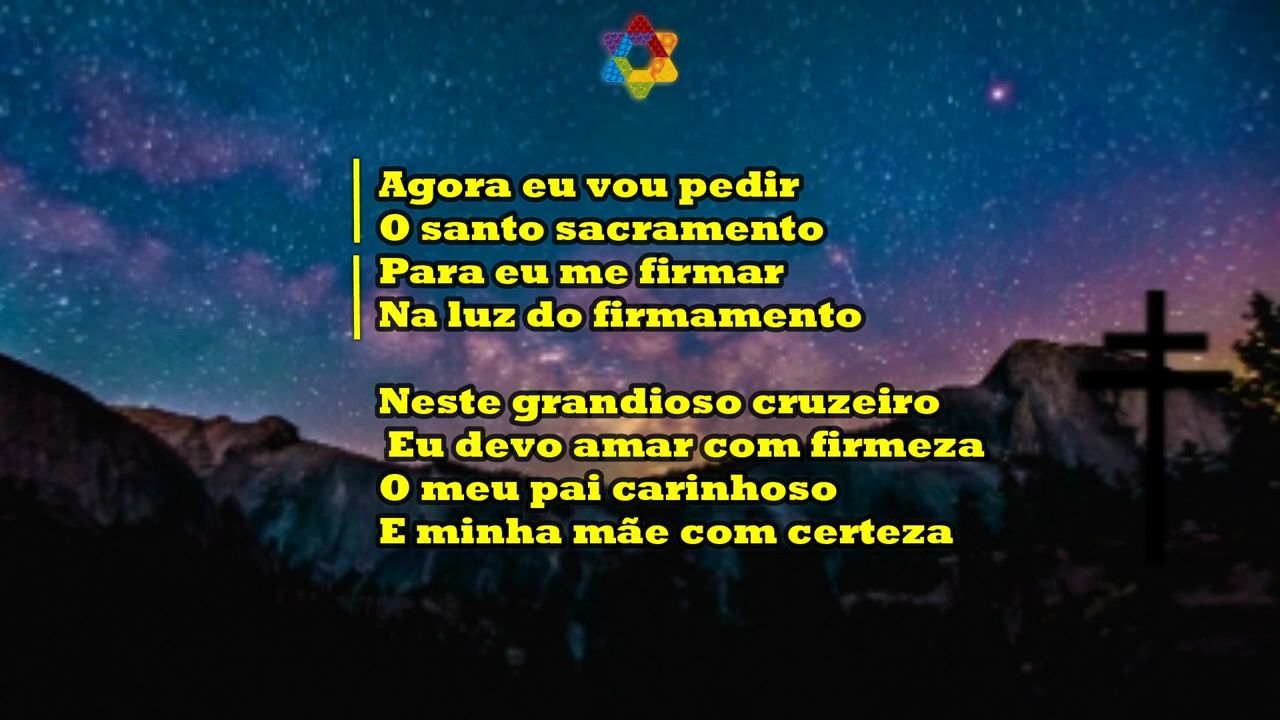 Agora eu vou pedir
O santo sacramento
Para eu me firmar
Na luz do firmamento
Neste grandioso cruzeiro
Eu devo amar com firmeza
O meu pai carinhoso
E minha mãe com certeza